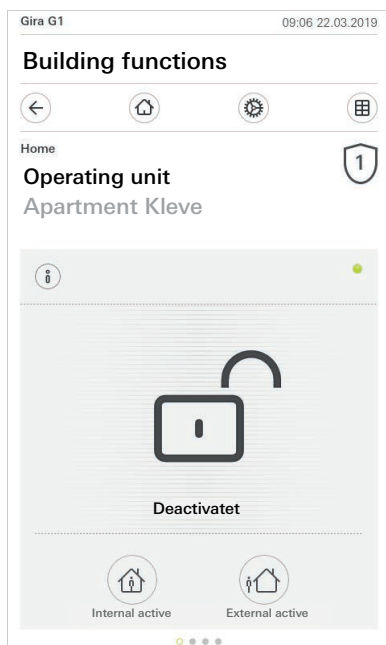 Gira G1 09:06 22.03.2019
Building functions
Home
1
Operating unit
Apartment Kleve
Deactivatet
Internal active External active